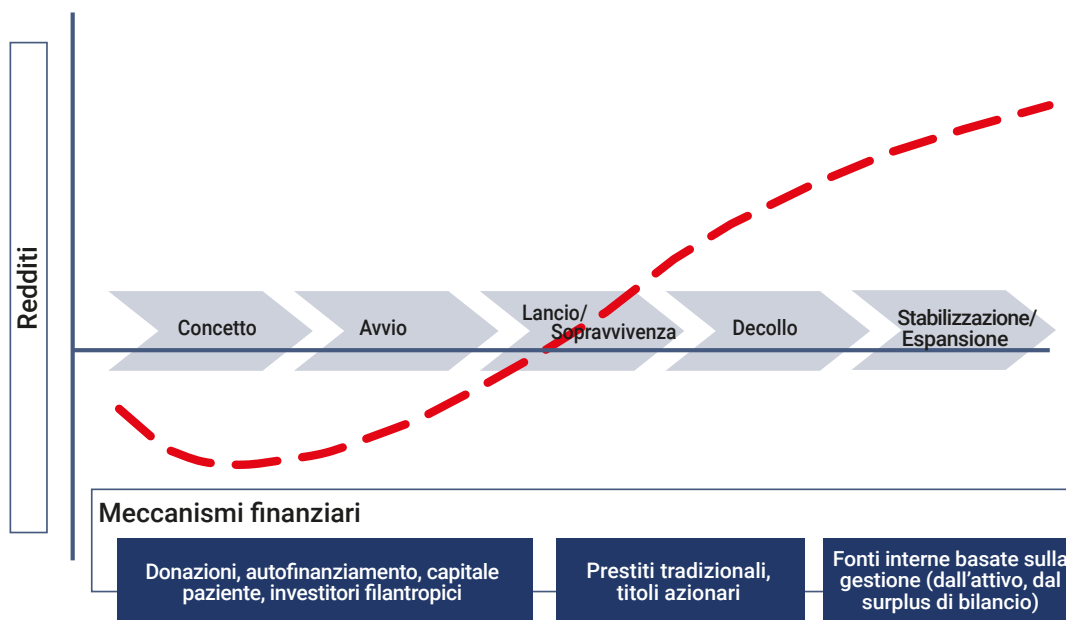 Redditi
Concetto
Avvio
Lancio/
Sopravvivenza
Decollo
Stabilizzazione/
Espansione
Meccanismi finanziari
Donazioni, autofinanziamento, capitale
paziente, investitori filantropici
Prestiti tradizionali,
titoli azionari
Fonti interne basate sulla
gestione (dall’attivo, dal
surplus di bilancio)